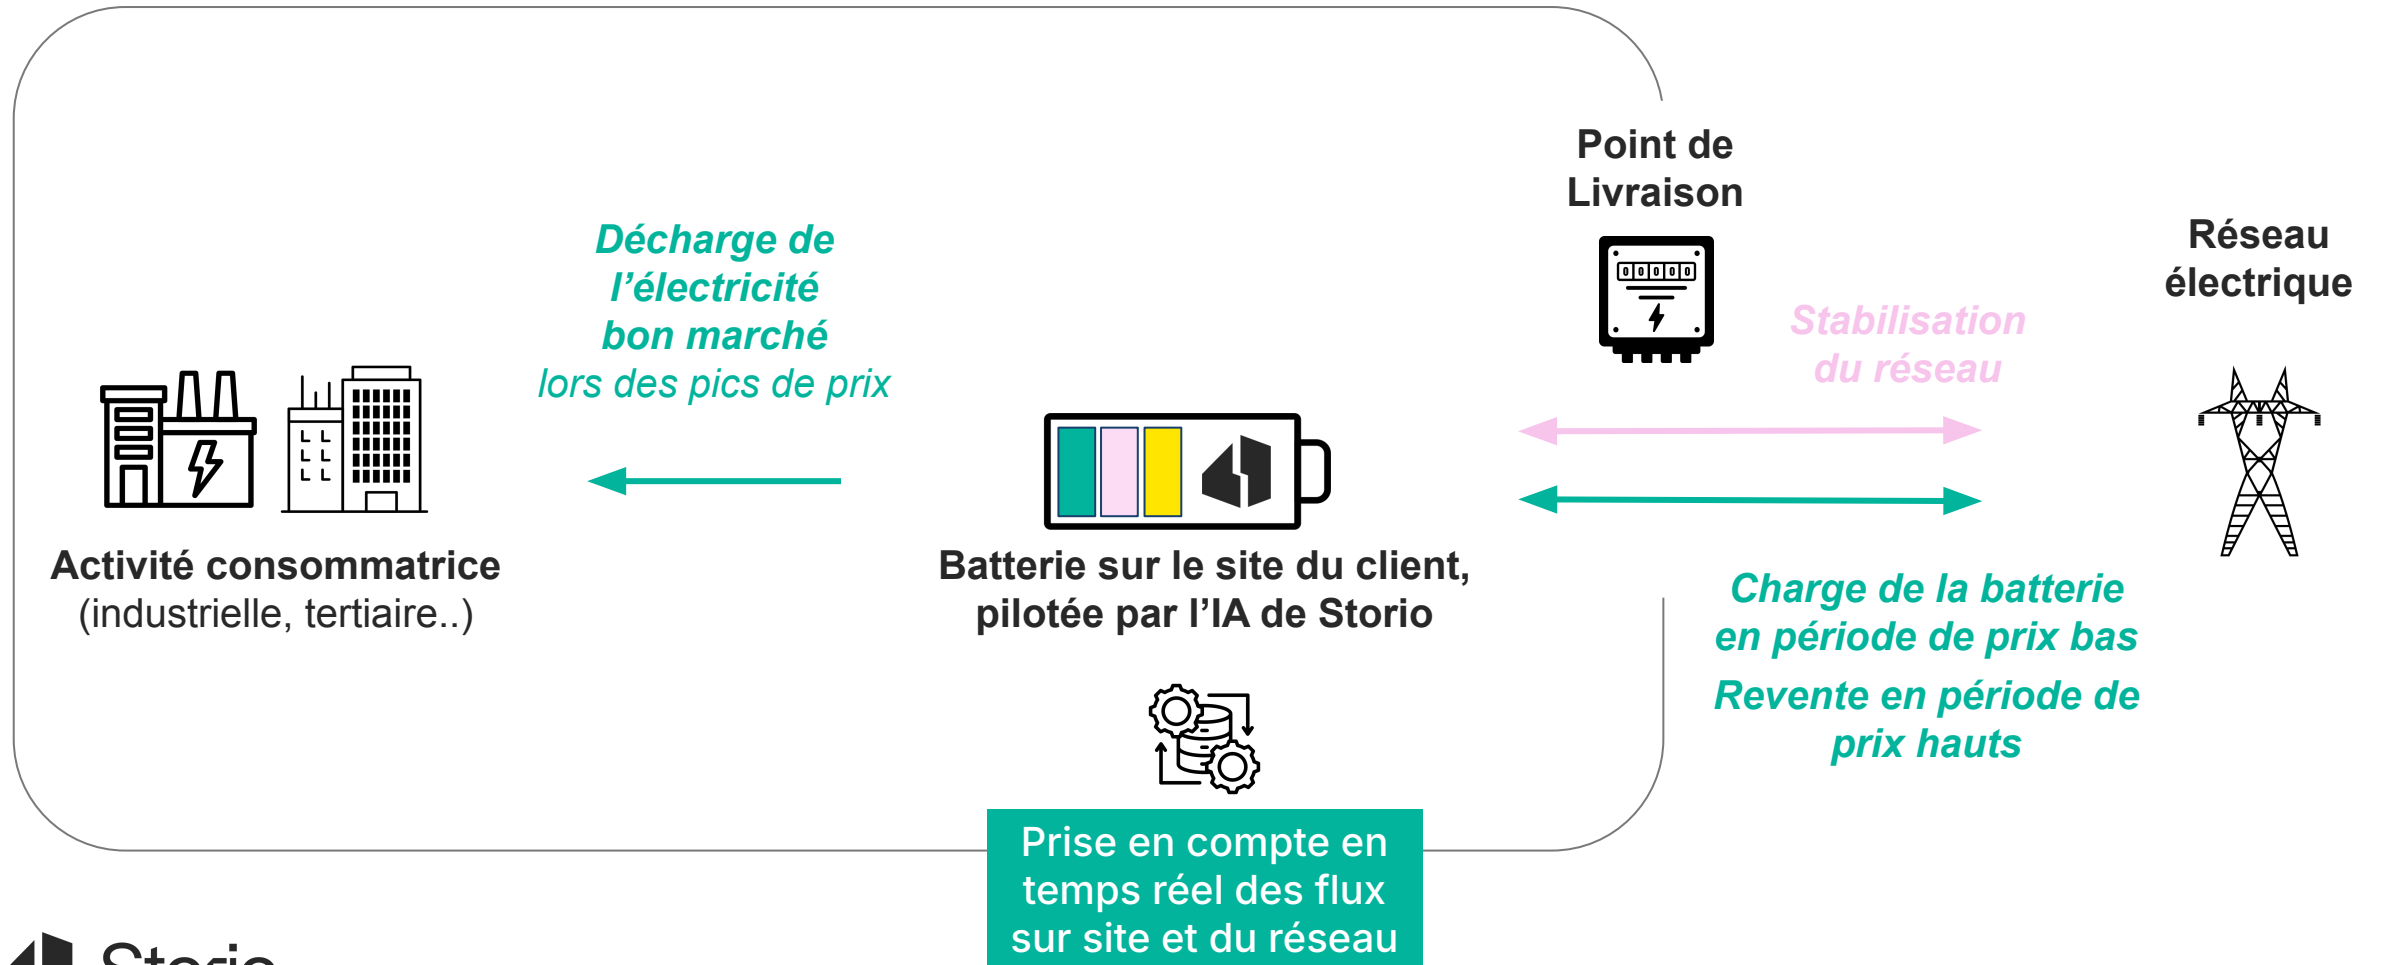 Point de
Livraison
Réseau
électrique
Décharge de
l’électricité
bon marché
lors des pics de prix
00000
Stabilisation
du réseau
Activité consommatrice
(industrielle, tertiaire..)
Batterie sur le site du client,
pilotée par l’IA de Storio
Charge de la batterie
en période de prix bas
Revente en période de
prix hauts
Prise en compte en
temps réel des flux
sur site et du réseau
Storio